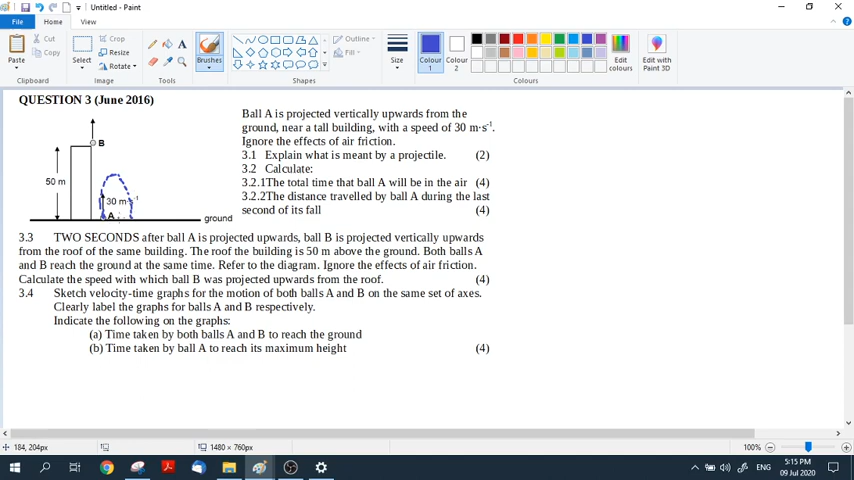 Untitled - Paint
File
Home
View
Paste
Cut
Copy
Clipboard
Select
Crop
Resize
Rotate
Image
Tools
Brushes
Shapes
Outline
Fill
Size
Colour 1
Colour 2
Edit colours
Edit with Paint 3D
Colours
QUESTION 3 (June 2016)
B
50 m
30 m·s-1
A
ground
Ball A is projected vertically upwards from the
ground, near a tall building, with a speed of 30 m·s-1.
Ignore the effects of air friction.
3.1 Explain what is meant by a projectile. (2)
3.2 Calculate:
3.2.1The total time that ball A will be in the air (4)
3.2.2The distance travelled by ball A during the last
second of its fall (4)
3.3 TWO SECONDS after ball A is projected upwards, ball B is projected vertically upwards
from the roof of the same building. The roof the building is 50 m above the ground. Both balls A
and B reach the ground at the same time. Refer to the diagram. Ignore the effects of air friction.
Calculate the speed with which ball B was projected upwards from the roof. (4)
3.4 Sketch velocity-time graphs for the motion of both balls A and B on the same set of axes.
Clearly label the graphs for balls A and B respectively.
Indicate the following on the graphs:
(a) Time taken by both balls A and B to reach the ground
(b) Time taken by ball A to reach its maximum height (4)
184, 204px
1480 × 760px
100%
ENG
5:15 PM
09 Jul 2020